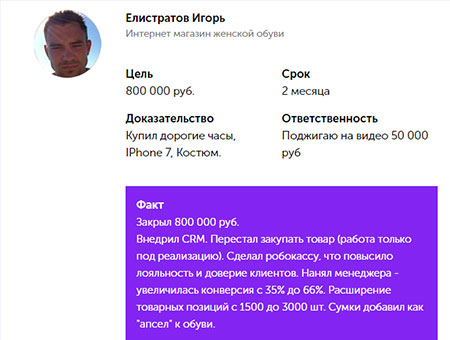 Елистратов Игорь
Интернет магазин женской обуви
Цель
800 000 руб.
Срок
2 месяца
Доказательство
Купил дорогие часы,
IPhone 7, Костюм.
Ответственность
Поджигаю на видео 50 000
руб
Факт
Закрыл 800 000 руб.
Внедрил CRM. Перестал закупать товар (работа только
под реализацию). Сделал робокассу, что повысило
лояльность и доверие клиентов. Нанял менеджера -
увеличилась конверсия с 35% до 66%. Расширение
товарных позиций с 1500 до 3000 шт. Сумки добавил как
"апсел" к обуви.